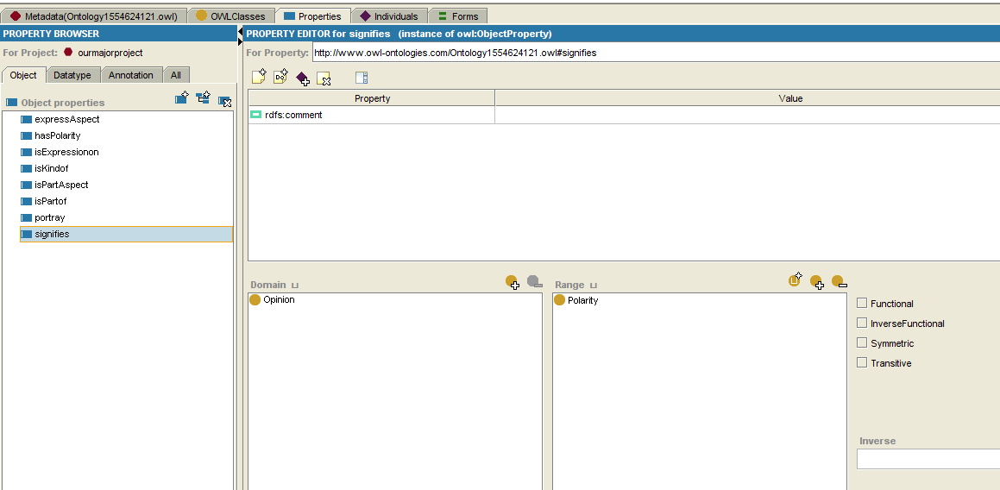 Metadata(Ontology1554624121.owl) OWLClasses Properties Individuals Forms
PROPERTY BROWSER
For Project: ourmajorproject
Object Datatype Annotation All
Object properties
expressAspect
hasPolarity
isExpressionon
isKindof
isPartAspect
isPartof
portray
signifies
PROPERTY EDITOR for signifies (instance of owl:ObjectProperty)
For Property: http://www.owl-ontologies.com/Ontology1554624121.owl#signifies
Property Value
rdfs:comment
Domain
Opinion
Range
Polarity
Functional
InverseFunctional
Symmetric
Transitive
Inverse